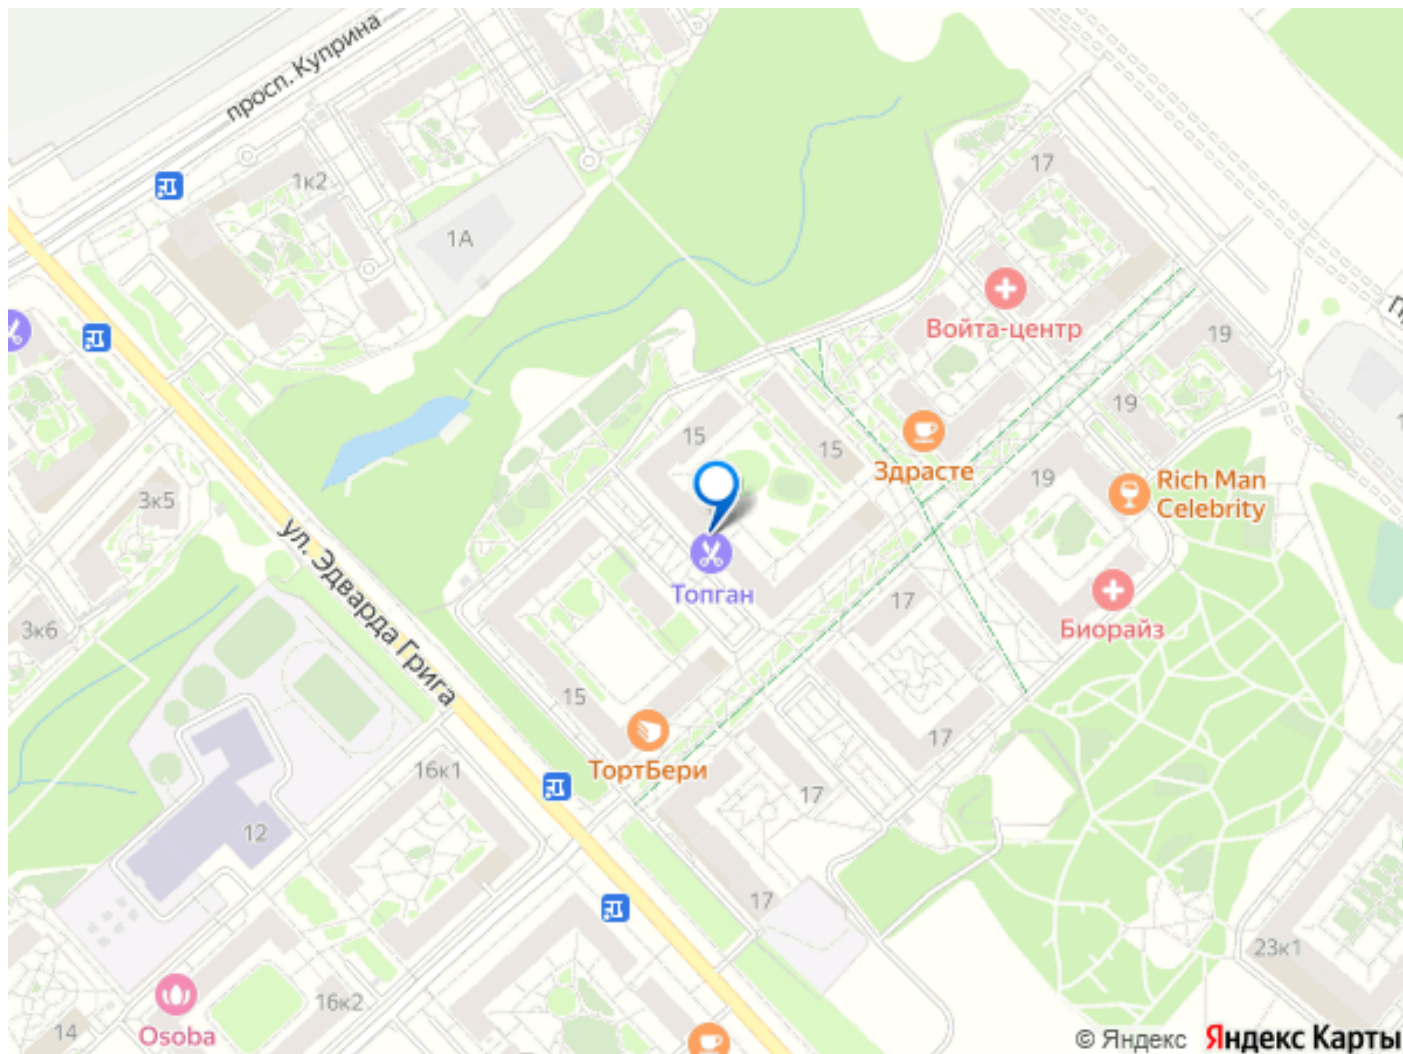 просп. Куприна
1к2
1А
17
Войта-центр
19
19
15
15
Здрасте
19
Rich Man
Celebrity
3к5
ул. Эдварда Грига
Топган
17
Биорайз
3к6
15
17
ТортБери
16к1
17
12
17
23к1
16к2
14
Osoba
© Яндекс Яндекс Карты